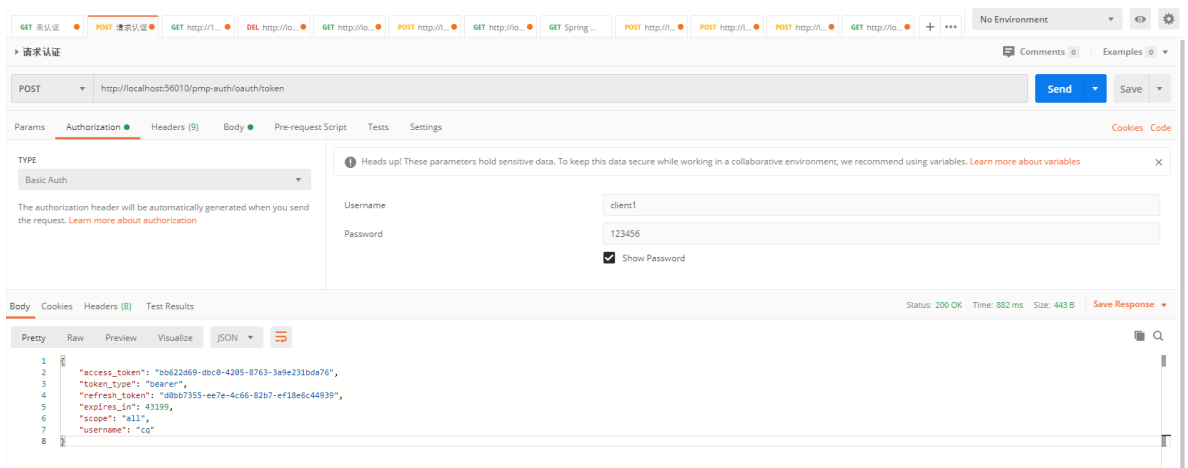 GET 未认证 POST 请求认证 GET http://1... DEL http://lo... GET http://lo... POST http://l... GET http://lo... GET Spring ... POST http://l... POST http://l... POST http://l... GET http://lo... + ••• No Environment
请求认证 Comments 0 Examples 0
POST http://localhost:56010/pmp-auth/oauth/token Send Save
Params Authorization Headers (9) Body Pre-request Script Tests Settings Cookies Code
TYPE
Heads up! These parameters hold sensitive data. To keep this data secure while working in a collaborative environment, we recommend using variables. Learn more about variables
Basic Auth
The authorization header will be automatically generated when you send
the request. Learn more about authorization
Username client1
Password 123456
Show Password
Body Cookies Headers (8) Test Results Status: 200 OK Time: 882 ms Size: 443 B Save Response
Pretty Raw Preview Visualize JSON
1 {
2 "access_token": "bb622d69-dbc0-4205-8763-3a9e231bda76",
3 "token_type": "bearer",
4 "refresh_token": "d0bb7355-ee7e-4c66-82b7-ef18e6c44939",
5 "expires_in": 43199,
6 "scope": "all",
7 "username": "cq"
8 }